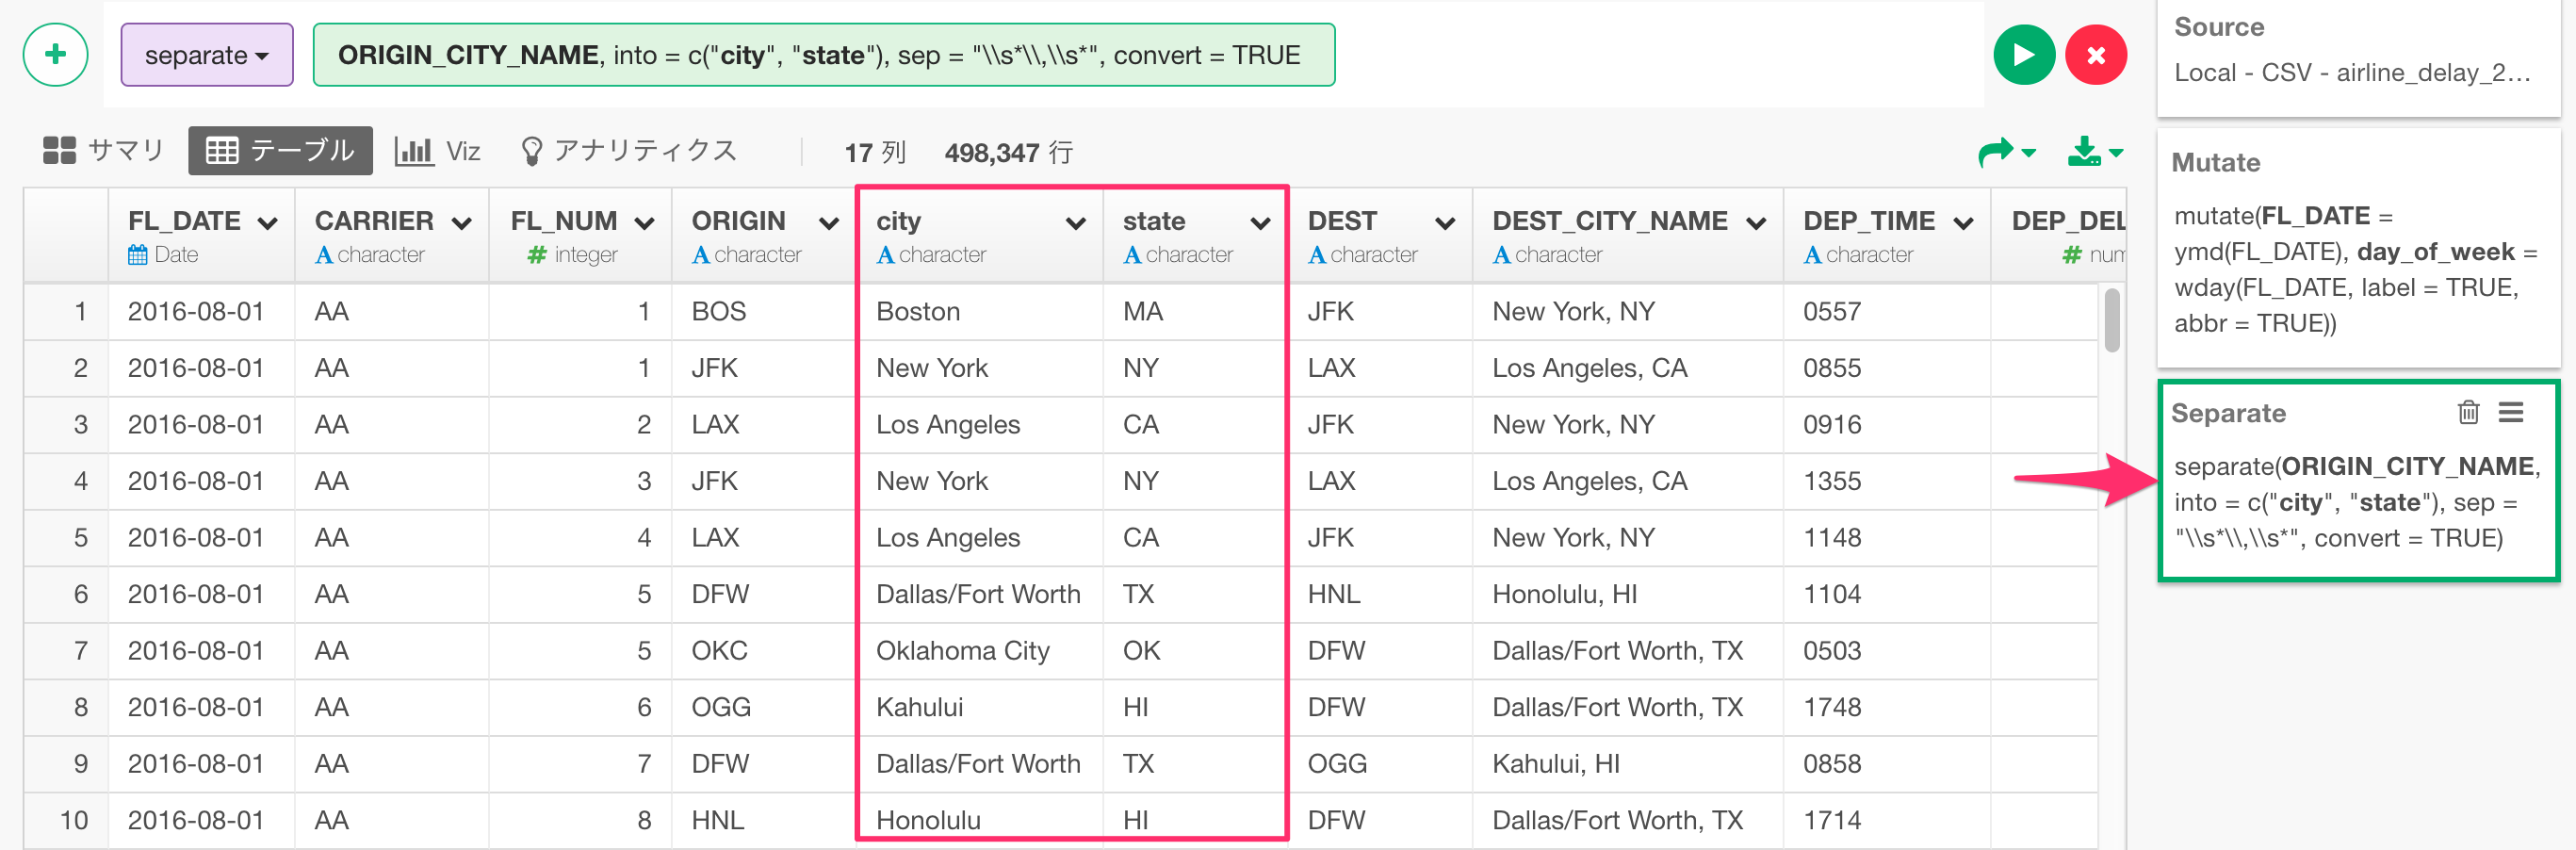 separate
ORIGIN_CITY_NAME, into = c("city", "state"), sep = "\\s*\\,\\s*", convert = TRUE
サマリ テーブル Viz アナリティクス 17 列 498,347 行
FL_DATE CARRIER FL_NUM ORIGIN city state DEST DEST_CITY_NAME DEP_TIME DEP_DEL
Date character integer character character character character character character num
1 2016-08-01 AA 1 BOS Boston MA JFK New York, NY 0557
2 2016-08-01 AA 1 JFK New York NY LAX Los Angeles, CA 0855
3 2016-08-01 AA 2 LAX Los Angeles CA JFK New York, NY 0916
4 2016-08-01 AA 3 JFK New York NY LAX Los Angeles, CA 1355
5 2016-08-01 AA 4 LAX Los Angeles CA JFK New York, NY 1148
6 2016-08-01 AA 5 DFW Dallas/Fort Worth TX HNL Honolulu, HI 1104
7 2016-08-01 AA 5 OKC Oklahoma City OK DFW Dallas/Fort Worth, TX 0503
8 2016-08-01 AA 6 OGG Kahului HI DFW Dallas/Fort Worth, TX 1748
9 2016-08-01 AA 7 DFW Dallas/Fort Worth TX OGG Kahului, HI 0858
10 2016-08-01 AA 8 HNL Honolulu HI DFW Dallas/Fort Worth, TX 1714
Source
Local - CSV - airline_delay_2...
Mutate
mutate(FL_DATE =
ymd(FL_DATE), day_of_week =
wday(FL_DATE, label = TRUE,
abbr = TRUE))
Separate
separate(ORIGIN_CITY_NAME,
into = c("city", "state"), sep =
"\\s*\\,\\s*", convert = TRUE)